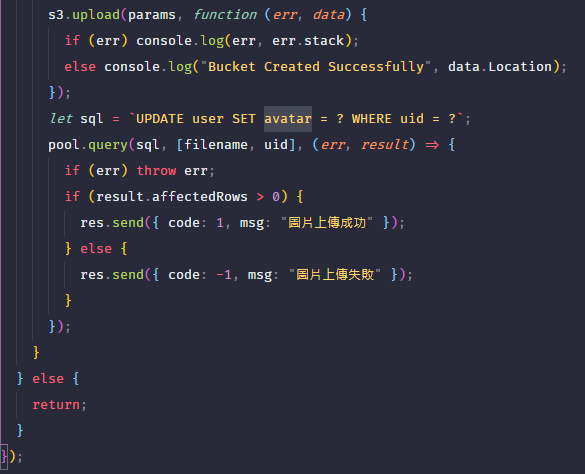 s3.upload(params, function (err, data) {
if (err) console.log(err, err.stack);
else console.log("Bucket Created Successfully", data.Location);
});
let sql = `UPDATE user SET avatar = ? WHERE uid = ?`;
pool.query(sql, [filename, uid], (err, result) => {
if (err) throw err;
if (result.affectedRows > 0) {
res.send({ code: 1, msg: "圖片上傳成功" });
} else {
res.send({ code: -1, msg: "圖片上傳失敗" });
}
});
}
} else {
return;
}
});